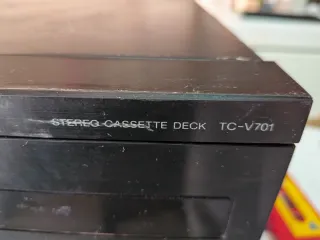 STEREO CASSETTE DECK TC-V701